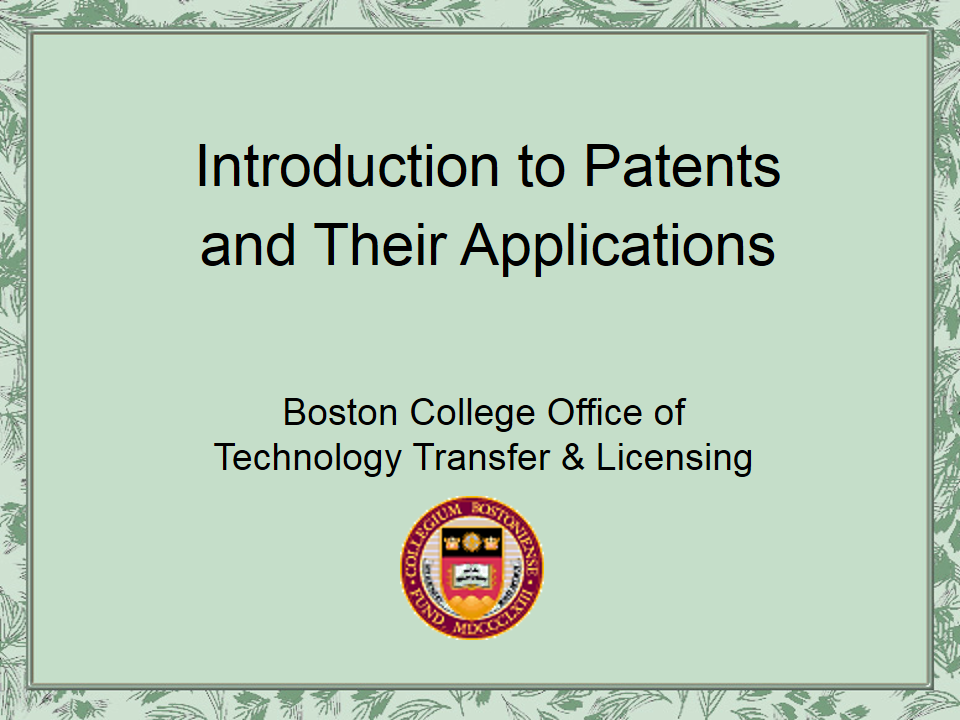 Introduction to Patents
and Their Applications
Boston College Office of
Technology Transfer & Licensing
COLLEGIUM BOSTONIENSE
FUND MDCCCLXIII